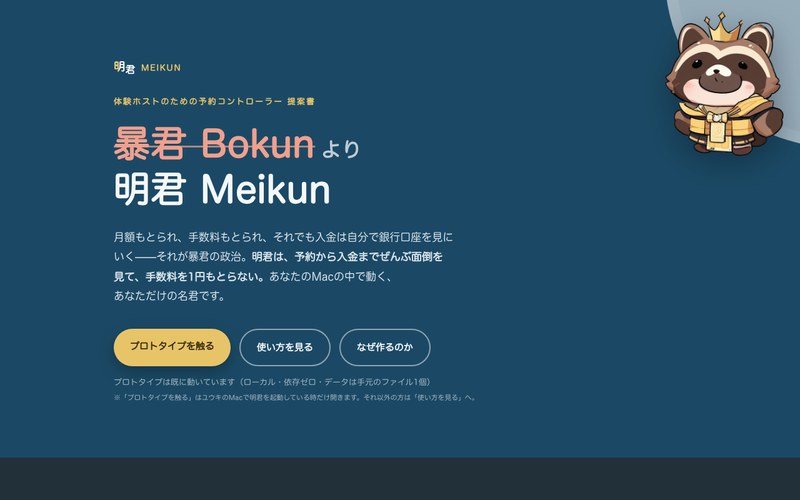 明君 MEIKUN
体験ホストのための予約コントローラー 提案書
暴君 Bokun より
明君 Meikun
月額もとられ、手数料もとられ、それでも入金は自分で銀行口座を見に
いく——それが暴君の政治。明君は、予約から入金までぜんぶ面倒を
見て、手数料を1円もとらない。あなたのMacの中で動く、
あなただけの名君です。
プロトタイプを触る 使い方を見る なぜ作るのか
プロトタイプは既に動いています（ローカル・依存ゼロ・データは手元のファイル1個）
※「プロトタイプを触る」はユウキのMacで明君を起動している時だけ開きます。それ以外の方は「使い方を見る」へ。